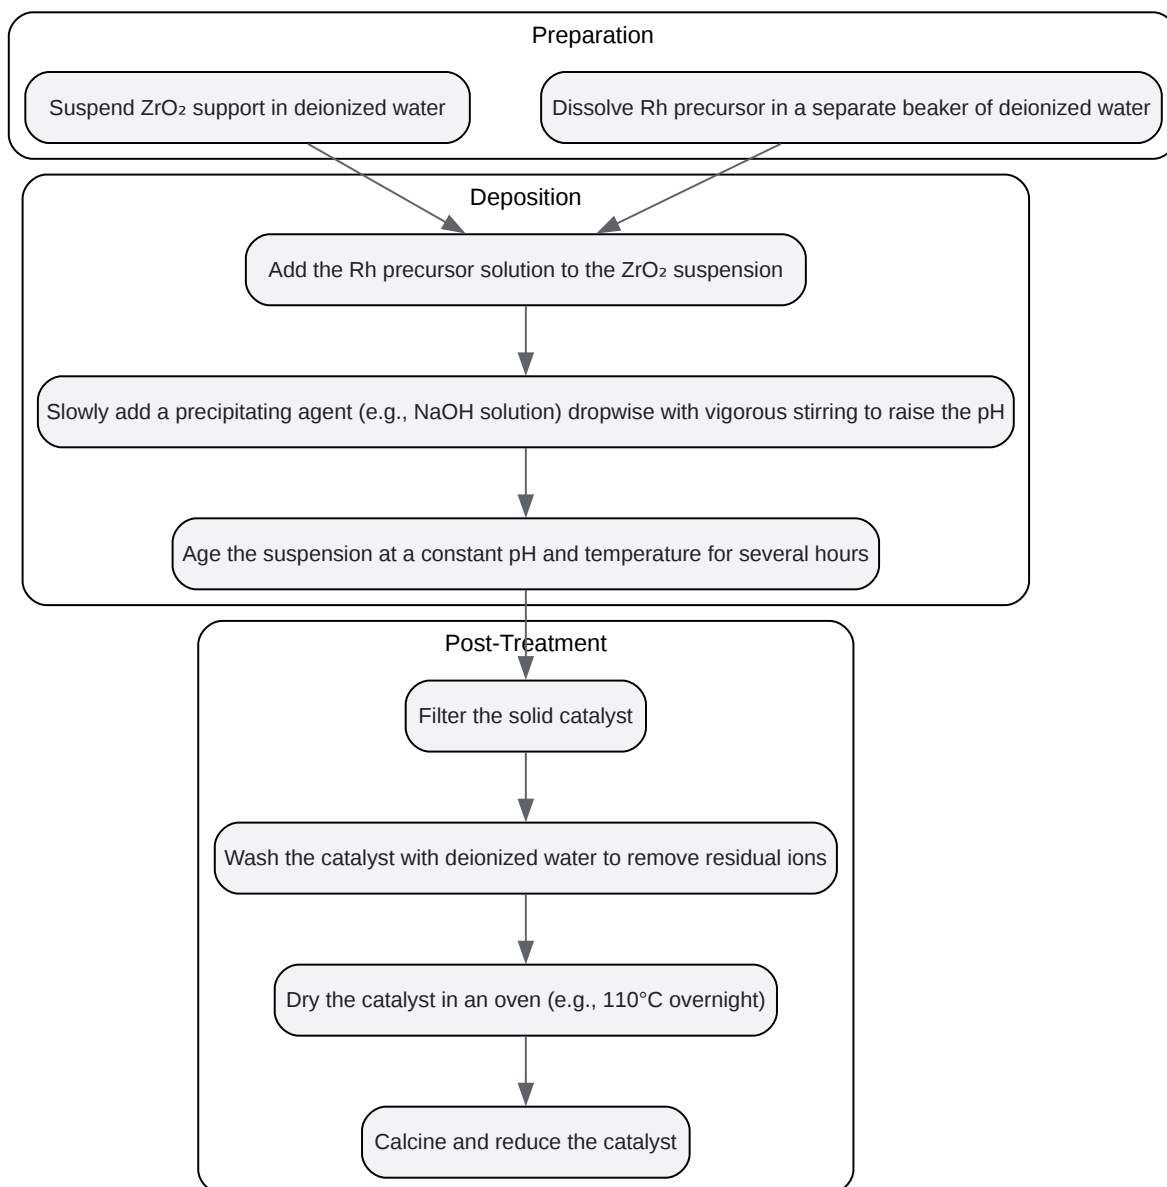 Preparation
Suspend ZrO₂ support in deionized water
Dissolve Rh precursor in a separate beaker of deionized water
Deposition
Add the Rh precursor solution to the ZrO₂ suspension
Slowly add a precipitating agent (e.g., NaOH solution) dropwise with vigorous stirring to raise the pH
Age the suspension at a constant pH and temperature for several hours
Post-Treatment
Filter the solid catalyst
Wash the catalyst with deionized water to remove residual ions
Dry the catalyst in an oven (e.g., 110°C overnight)
Calcine and reduce the catalyst